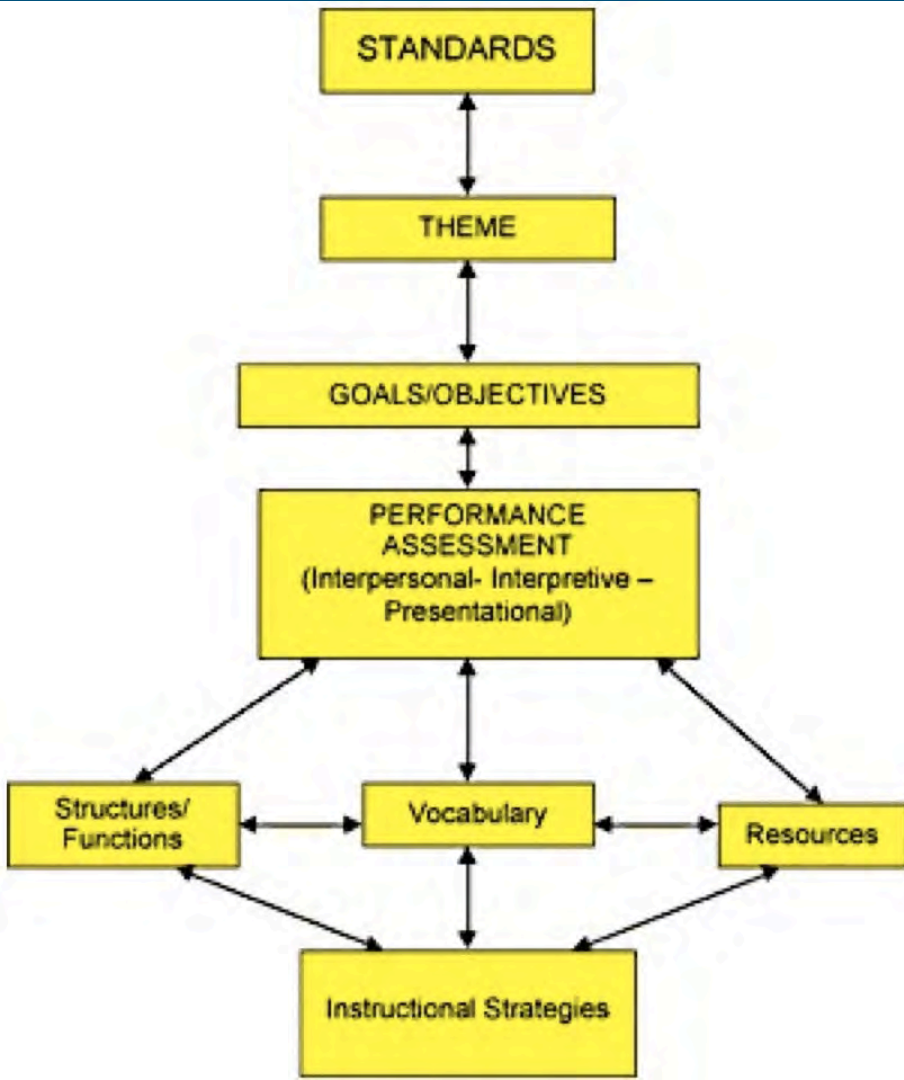 STANDARDS
THEME
GOALS/OBJECTIVES
PERFORMANCE
ASSESSMENT
(Interpersonal- Interpretive –
Presentational)
Structures/
Functions
Vocabulary
Resources
Instructional Strategies